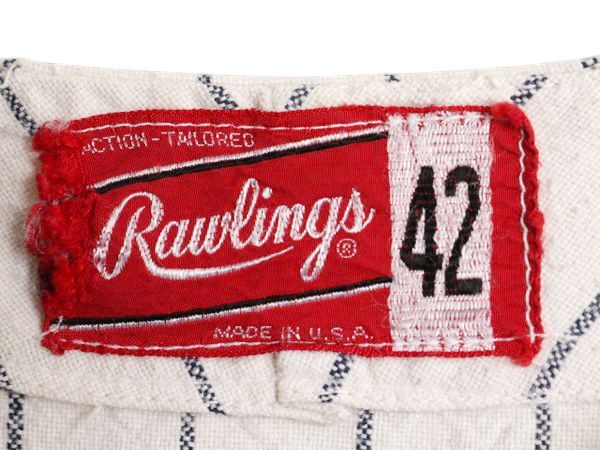 ACTION-TAILORED
Rawlings®
42
MADE IN U.S.A.